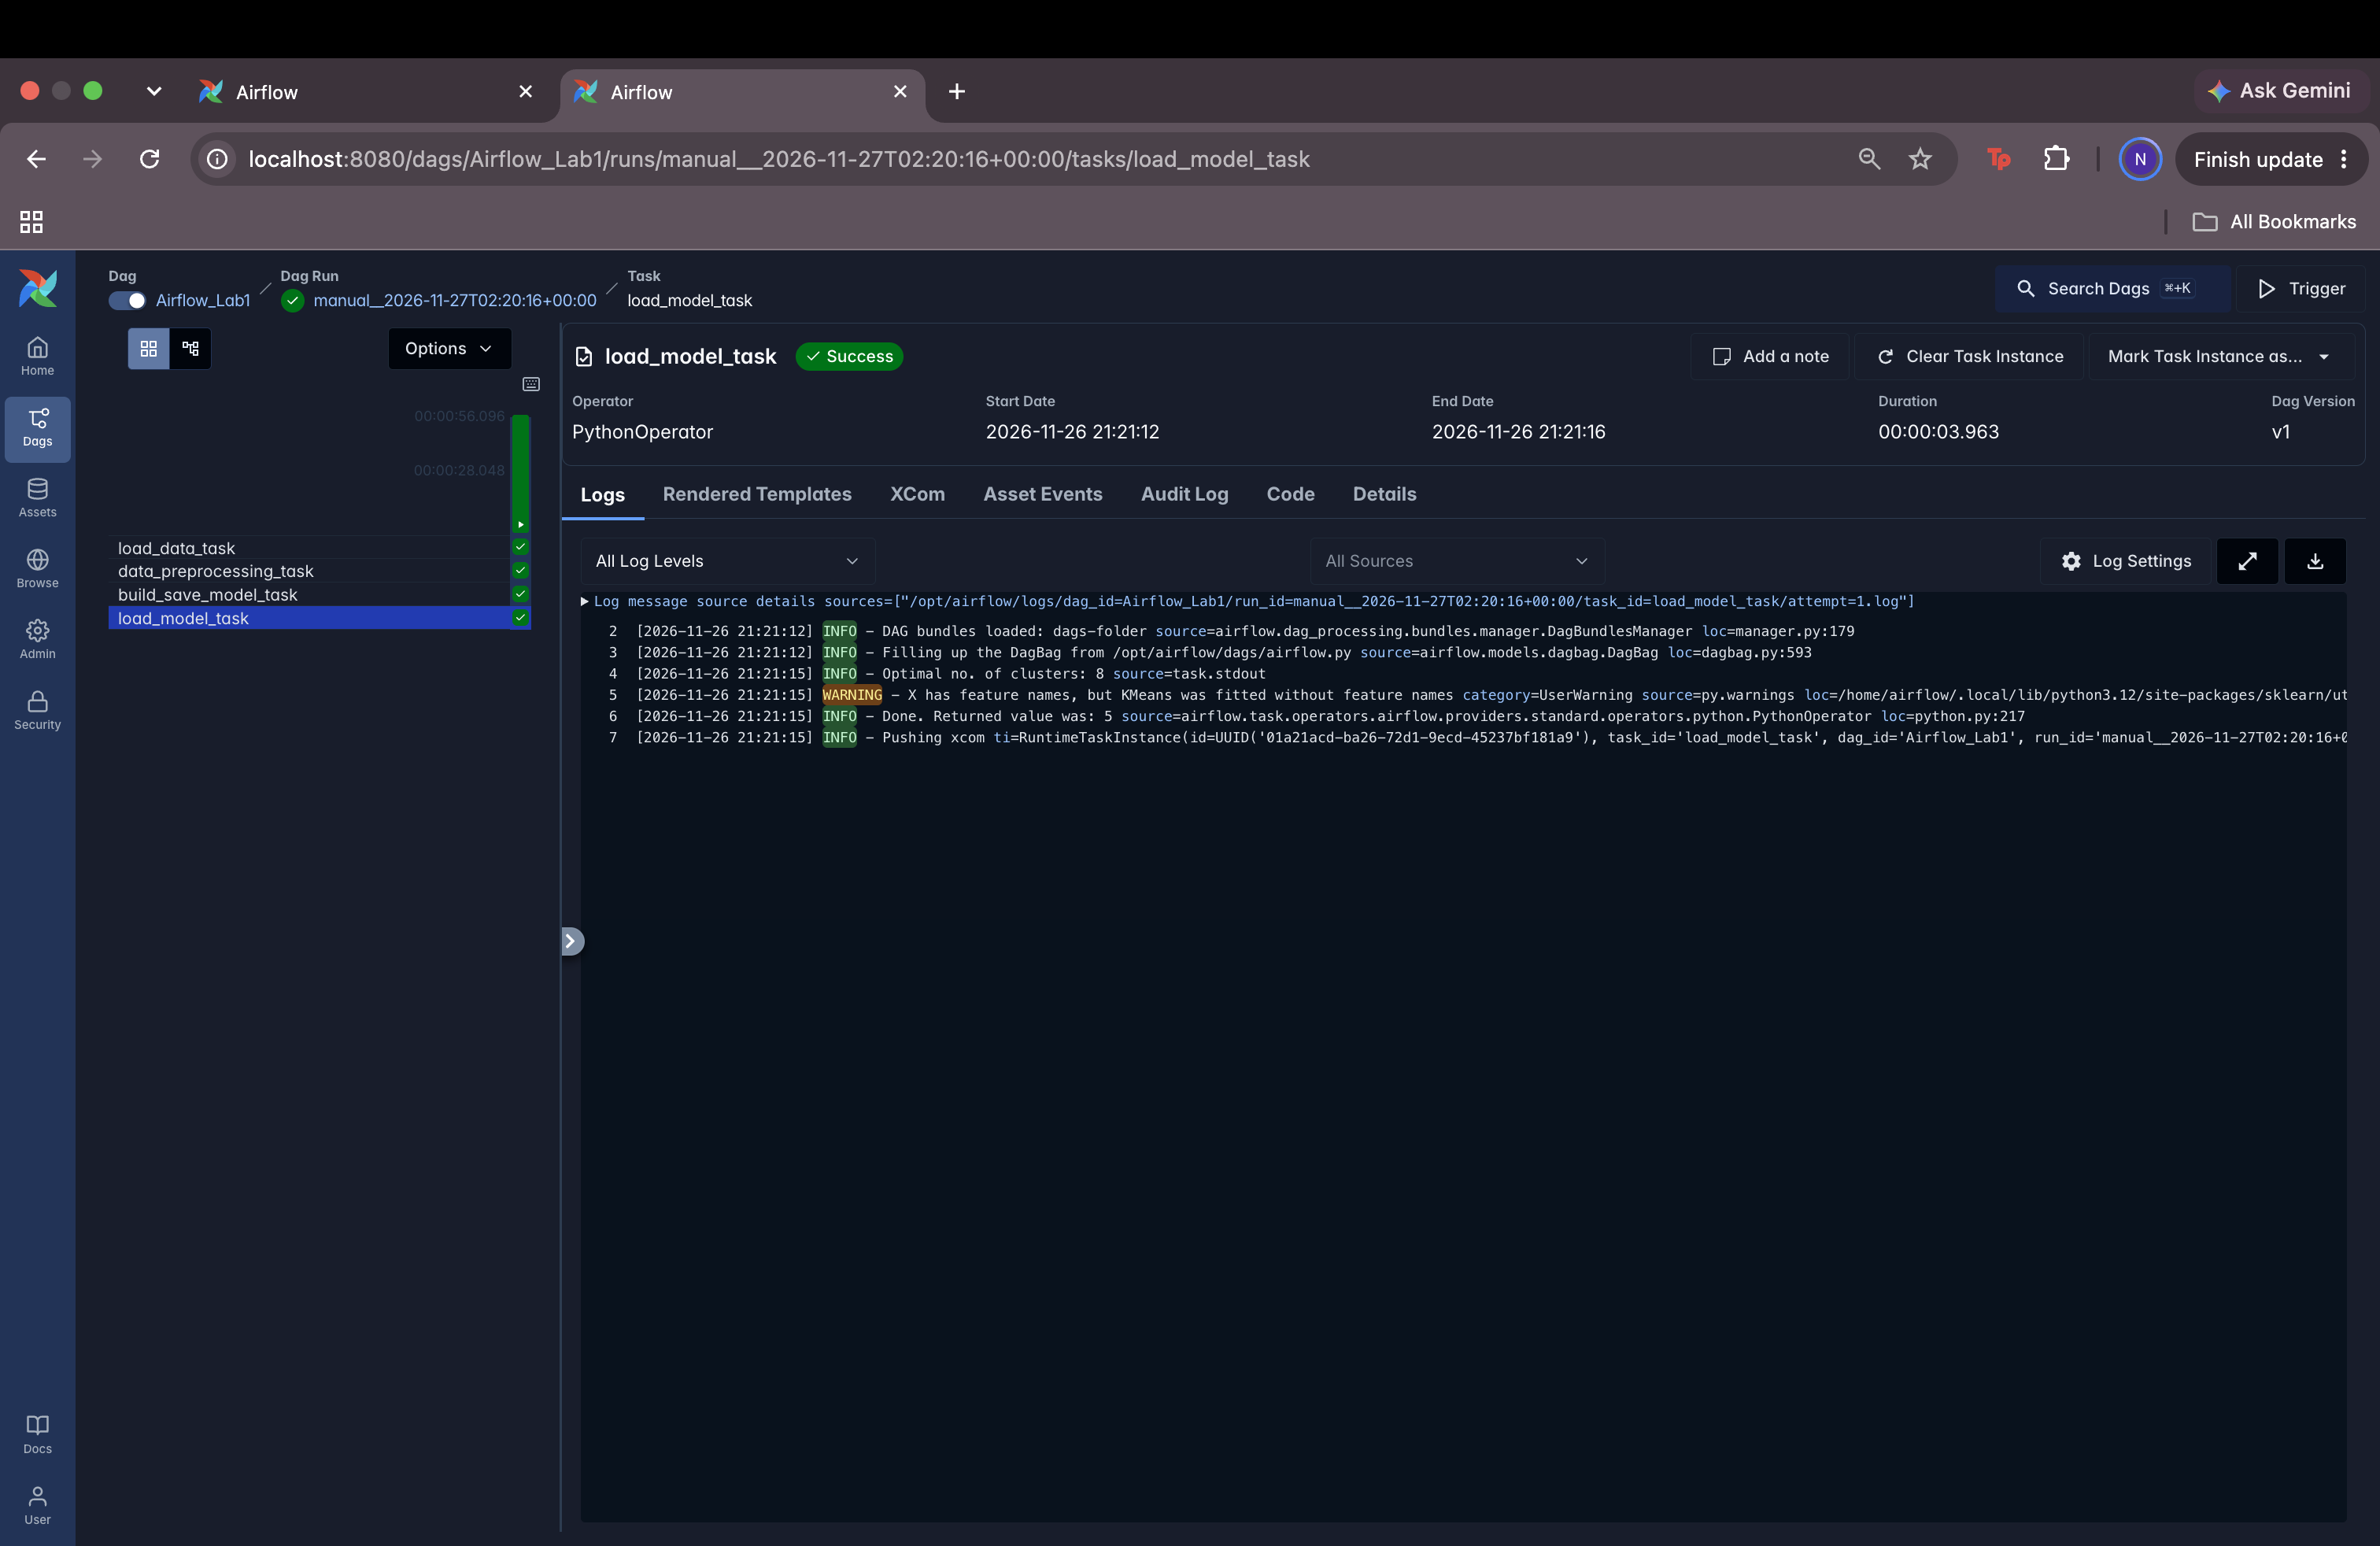 Airflow
Airflow
Ask Gemini
localhost:8080/dags/Airflow_Lab1/runs/manual__2026-11-27T02:20:16+00:00/tasks/load_model_task
Tp
N
Finish update
All Bookmarks
Home
Dags
Assets
Browse
Admin
Security
Docs
User
Dag
Airflow_Lab1
Dag Run
manual__2026-11-27T02:20:16+00:00
Task
load_model_task
Search Dags ⌘+K
Trigger
Options
00:00:56.096
00:00:28.048
load_data_task
data_preprocessing_task
build_save_model_task
load_model_task
load_model_task Success
Add a note
Clear Task Instance
Mark Task Instance as...
Operator Start Date End Date Duration Dag Version
PythonOperator 2026-11-26 21:21:12 2026-11-26 21:21:16 00:00:03.963 v1
Logs Rendered Templates XCom Asset Events Audit Log Code Details
All Log Levels All Sources Log Settings
Log message source details sources=["/opt/airflow/logs/dag_id=Airflow_Lab1/run_id=manual__2026-11-27T02:20:16+00:00/task_id=load_model_task/attempt=1.log"]
2 [2026-11-26 21:21:12] INFO - DAG bundles loaded: dags-folder source=airflow.dag_processing.bundles.manager.DagBundlesManager loc=manager.py:179
3 [2026-11-26 21:21:12] INFO - Filling up the DagBag from /opt/airflow/dags/airflow.py source=airflow.models.dagbag.DagBag loc=dagbag.py:593
4 [2026-11-26 21:21:15] INFO - Optimal no. of clusters: 8 source=task.stdout
5 [2026-11-26 21:21:15] WARNING - X has feature names, but KMeans was fitted without feature names category=UserWarning source=py.warnings loc=/home/airflow/.local/lib/python3.12/site-packages/sklearn/ut
6 [2026-11-26 21:21:15] INFO - Done. Returned value was: 5 source=airflow.task.operators.airflow.providers.standard.operators.python.PythonOperator loc=python.py:217
7 [2026-11-26 21:21:15] INFO - Pushing xcom ti=RuntimeTaskInstance(id=UUID('01a21acd-ba26-72d1-9ecd-45237bf181a9'), task_id='load_model_task', dag_id='Airflow_Lab1', run_id='manual__2026-11-27T02:20:16+0